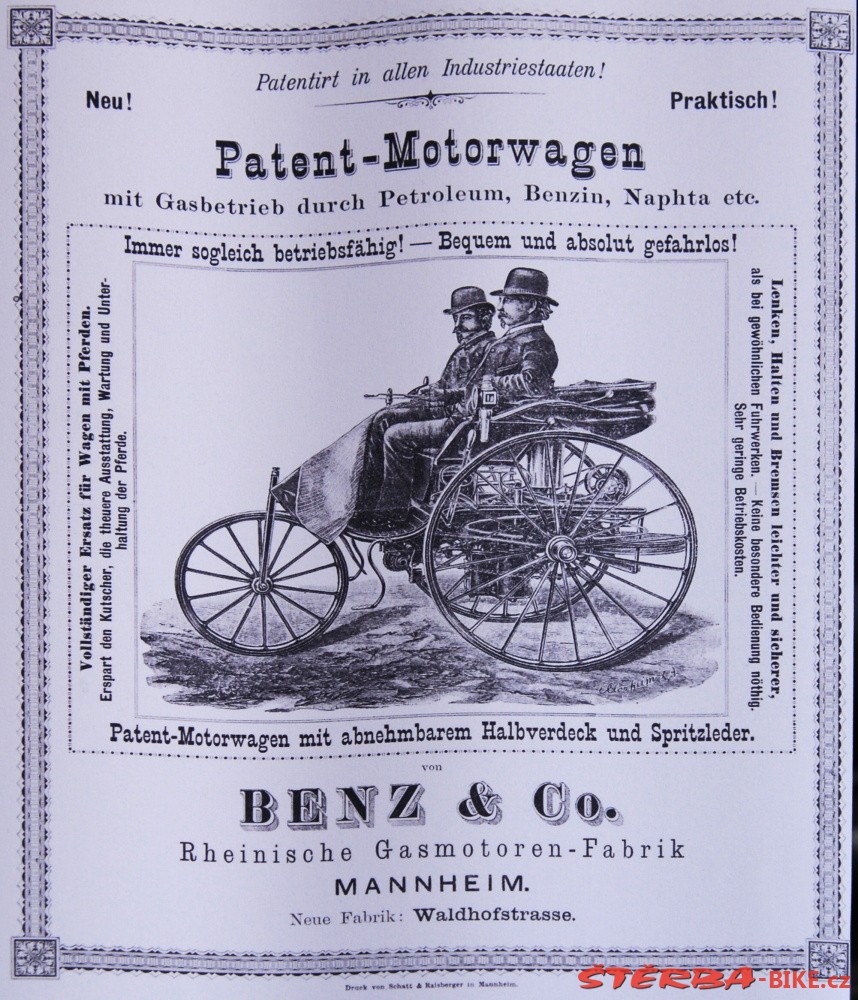 Patentirt in allen Industriestaaten!
Neu!
Praktisch!
Patent-Motorwagen
mit Gasbetrieb durch Petroleum, Benzin, Naphta etc.
Immer sogleich betriebsfähig! — Bequem und absolut gefahrlos!
Vollständiger Ersatz für Wagen mit Pferden.
Erspart den Kutscher, die theuere Ausstattung, Wartung und Unter-
haltung der Pferde.
Lenken, Halten und Bremsen leichter und sicherer,
als bei gewöhnlichen Fuhrwerken. — Keine besondere Bedienung nöthig.
Sehr geringe Betriebskosten.
Patent-Motorwagen mit abnehmbarem Halbverdeck und Spritzleder.
von
BENZ & Co.
Rheinische Gasmotoren-Fabrik
MANNHEIM.
Neue Fabrik: Waldhofstrasse.
Druck von Schatt & Raisberger in Mannheim.
ŠTĚRBA-BIKE.cz